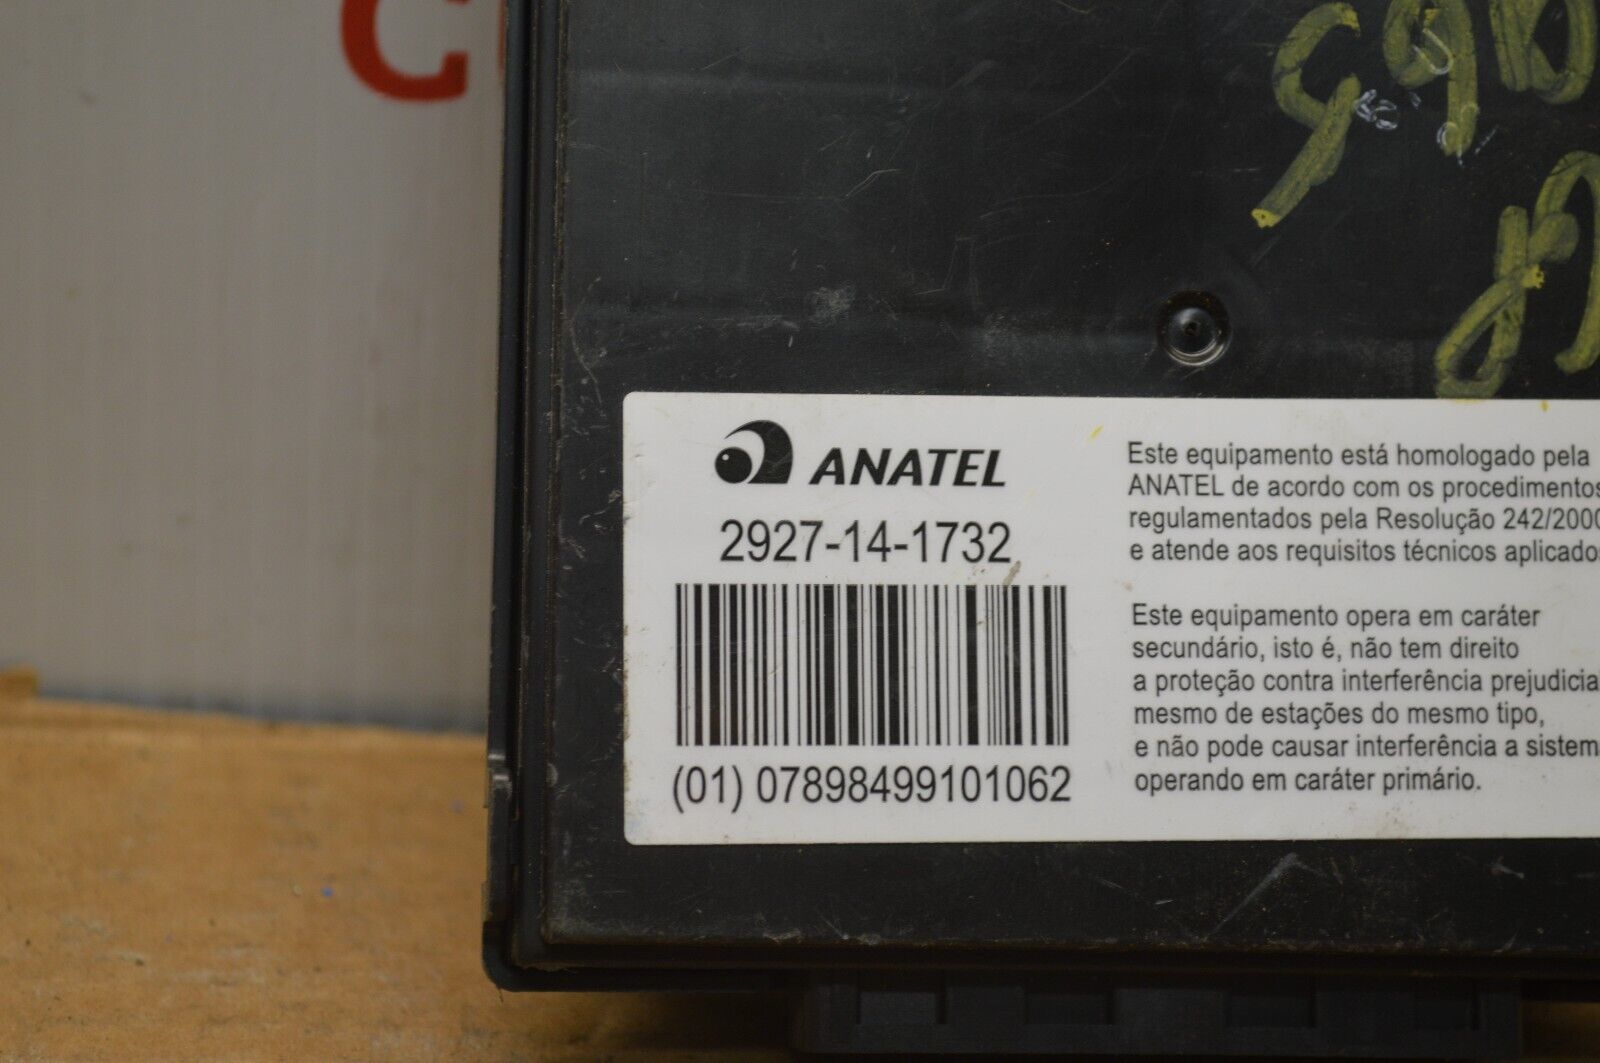 ANATEL
2927-14-1732
(01) 07898499101062
Este equipamento está homologado pela
ANATEL de acordo com os procedimentos
regulamentados pela Resolução 242/2000
e atende aos requisitos técnicos aplicados
Este equipamento opera em caráter
secundário, isto é, não tem direito
a proteção contra interferência prejudicial
mesmo de estações do mesmo tipo,
e não pode causar interferência a sistem
operando em caráter primário.